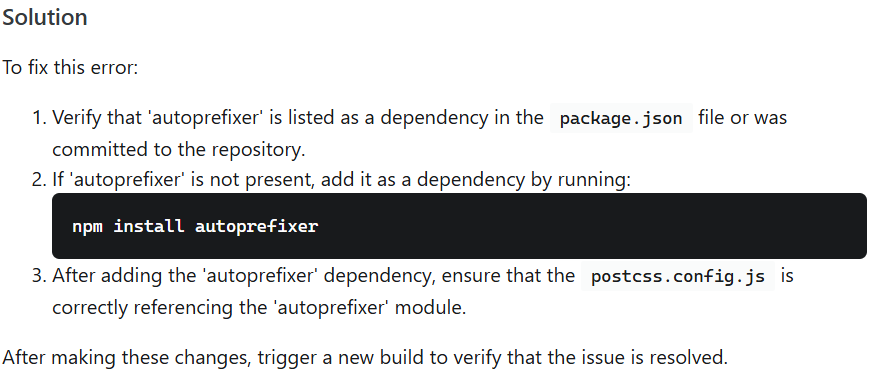 Solution
To fix this error:
1. Verify that 'autoprefixer' is listed as a dependency in the package.json file or was
committed to the repository.
2. If 'autoprefixer' is not present, add it as a dependency by running:
npm install autoprefixer
3. After adding the 'autoprefixer' dependency, ensure that the postcss.config.js is
correctly referencing the 'autoprefixer' module.
After making these changes, trigger a new build to verify that the issue is resolved.